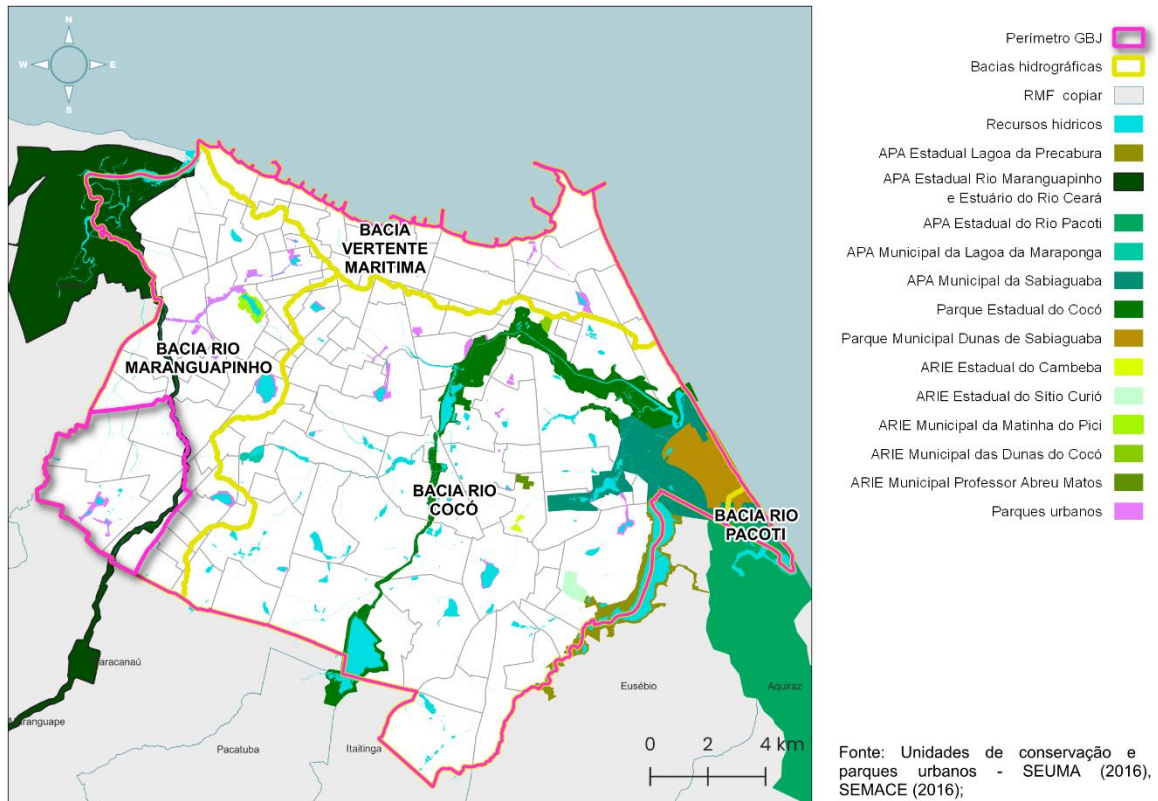 N
W
E
S
BACIA
VERTENTE
MARITIMA
BACIA RIO
MARANGUAPINHO
BACIA RIO
COCÓ
BACIA RIO
PACOTI
aracanaú
Eusébio
Aquiraz
Pacatuba
Itaitinga
0 2 4 km
Perímetro GBJ
Bacias hidrográficas
RMF copiar
Recursos hidricos
APA Estadual Lagoa da Precabura
APA Estadual Rio Maranguapinho
e Estuário do Rio Ceará
APA Estadual do Rio Pacoti
APA Municipal da Lagoa da Maraponga
APA Municipal da Sabiaguaba
Parque Estadual do Cocó
Parque Municipal Dunas de Sabiaguaba
ARIE Estadual do Cambeba
ARIE Estadual do Sítio Curió
ARIE Municipal da Matinha do Pici
ARIE Municipal das Dunas do Cocó
ARIE Municipal Professor Abreu Matos
Parques urbanos
Fonte: Unidades de conservação e
parques urbanos - SEUMA (2016),
SEMACE (2016);